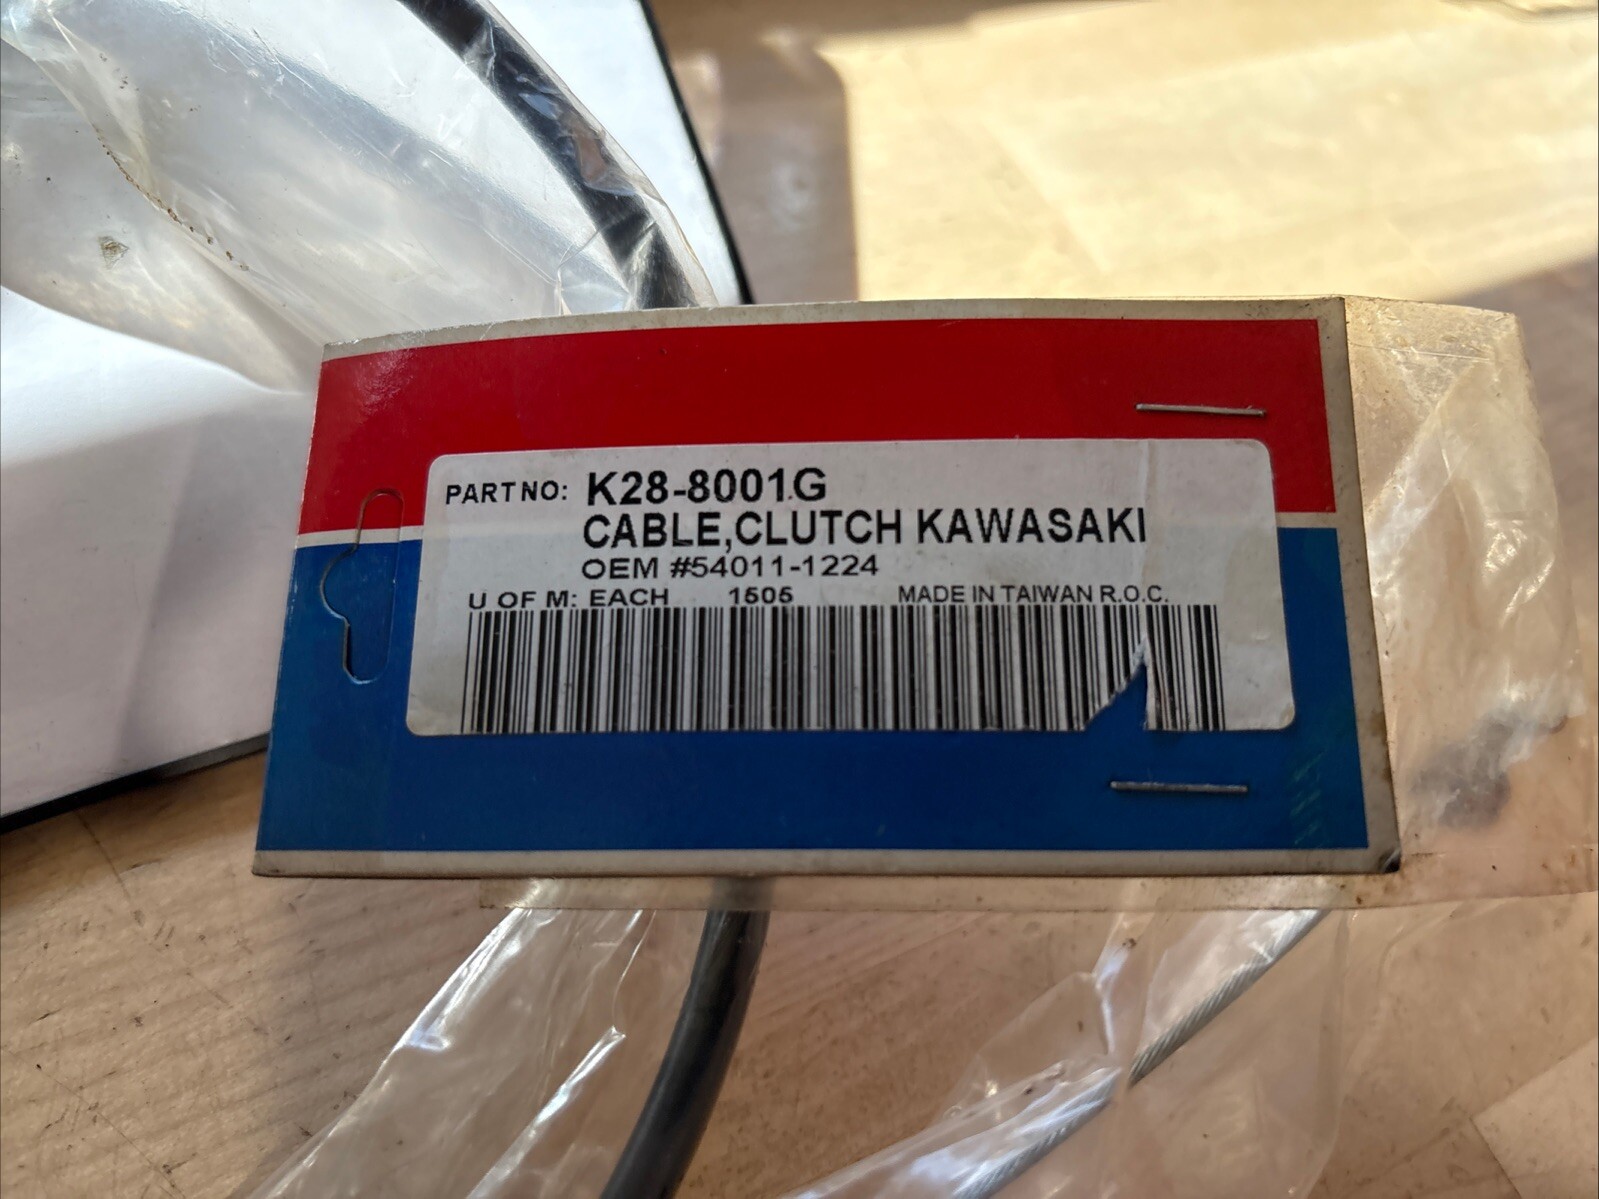 PART NO: K28-8001G
CABLE,CLUTCH KAWASAKI
OEM #54011-1224
U OF M: EACH 1505 MADE IN TAIWAN R.O.C.